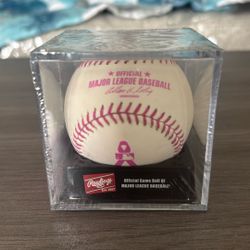 OFFICIAL
MAJOR LEAGUE BASEBALL
Rawlings
Official Game Ball Of
MAJOR LEAGUE BASEBALL®